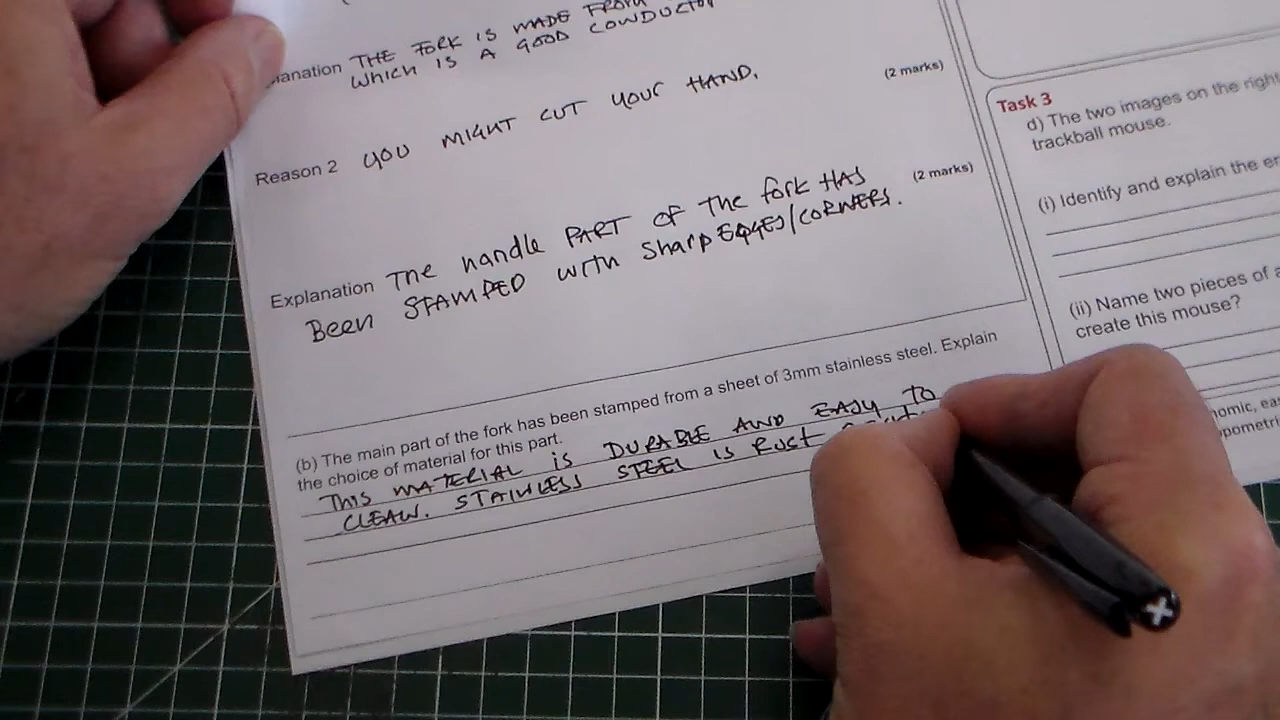 THE FORK IS MADE FROM
Explanation WHICH IS A GOOD CONDUCTOR
(2 marks)
Reason 2 YOU MIGHT CUT YOUR HAND.
(2 marks)
Explanation THE handle PART OF THE fork HAS
Been STAMPED WITH sharp EDGES/CORNERS.
(b) The main part of the fork has been stamped from a sheet of 3mm stainless steel. Explain
the choice of material for this part.
This MATERIAL is DURABLE AND EASY TO
CLEAN. STAINLESS STEEL IS RUST
Task 3
d) The two images on the right
trackball mouse.
(i) Identify and explain the
(ii) Name two pieces of
create this mouse?